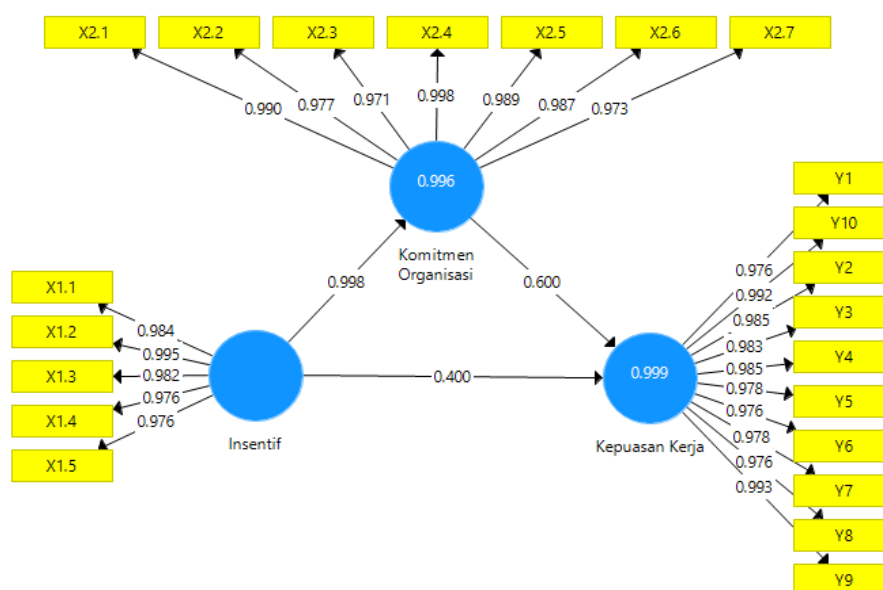 X2.1 X2.2 X2.3 X2.4 X2.5 X2.6 X2.7
0.990 0.977 0.971 0.998 0.989 0.987 0.973
0.996
Komitmen
Organisasi
0.998
0.600
X1.1
X1.2
X1.3
X1.4
X1.5
0.984
0.995
0.982
0.976
0.976
Insentif
0.400
0.999
Kepuasan Kerja
0.976
0.992
0.985
0.983
0.985
0.978
0.976
0.978
0.976
0.993
Y1
Y10
Y2
Y3
Y4
Y5
Y6
Y7
Y8
Y9